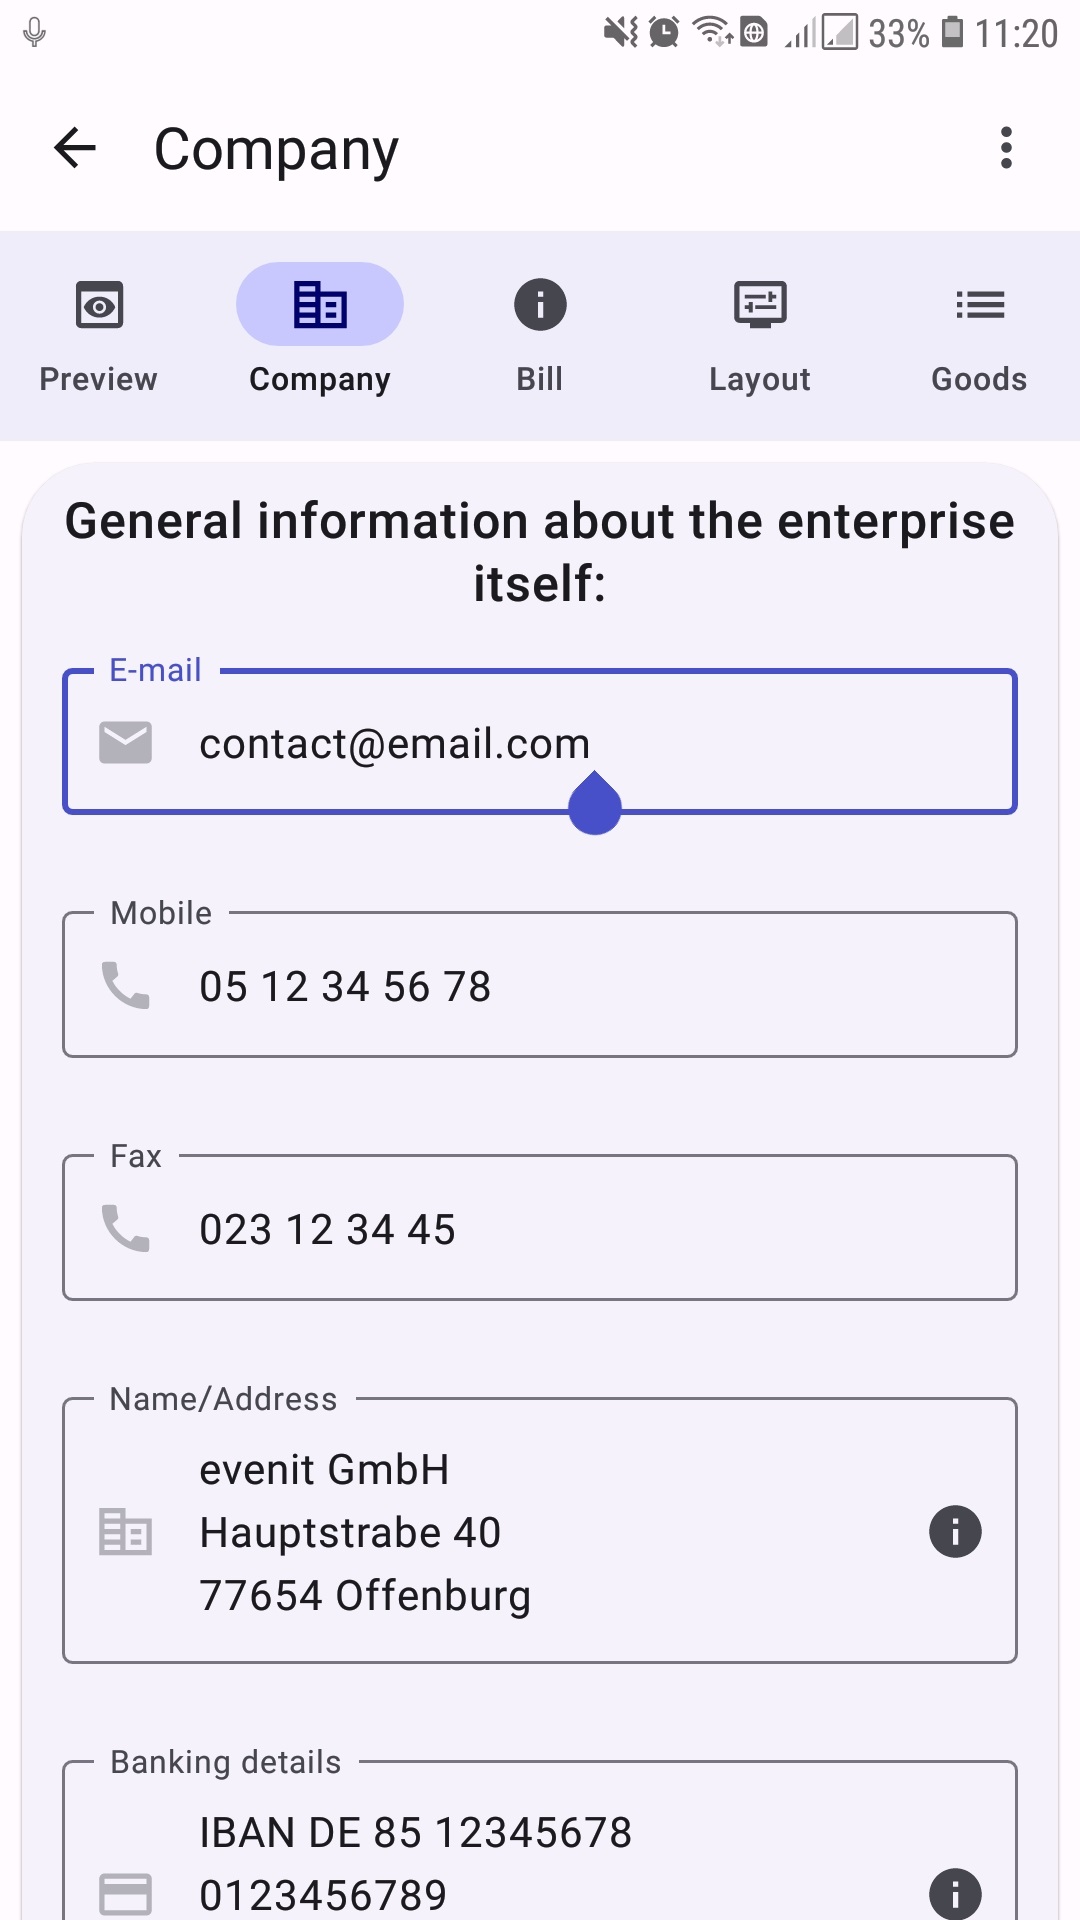 33% 11:20
Company
Preview
Company
Bill
Layout
Goods
General information about the enterprise
itself:
E-mail
contact@email.com
Mobile
05 12 34 56 78
Fax
023 12 34 45
Name/Address
evenit GmbH
Hauptstrabe 40
77654 Offenburg
Banking details
IBAN DE 85 12345678
0123456789